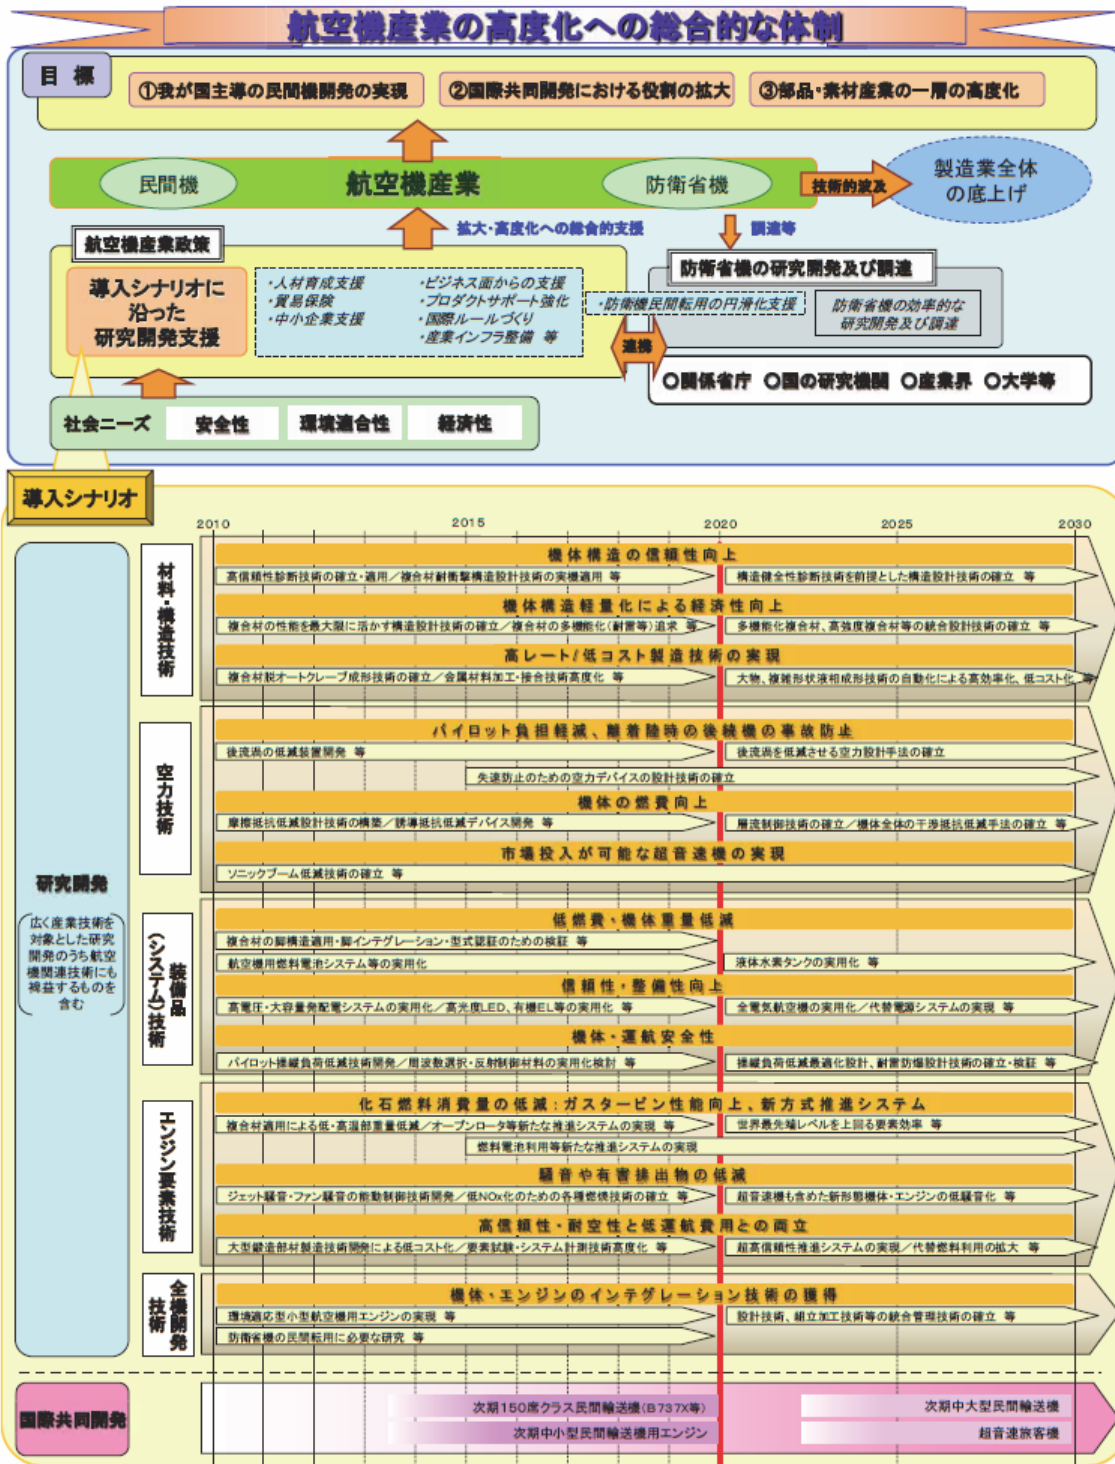 航空機産業の高度化への総合的な体制
目 標
①我が国主導の民間機開発の実現
②国際共同開発における役割の拡大
③部品・素材産業の一層の高度化
民間機
航空機産業
防衛省機
技術的波及
製造業全体
の底上げ
拡大・高度化への総合的支援
調達等
航空機産業政策
導入シナリオに
沿った
研究開発支援
・人材育成支援
・貿易保険
・中小企業支援
・ビジネス面からの支援
・プロダクトサポート強化
・国際ルールづくり
・産業インフラ整備 等
防衛省機の研究開発及び調達
・防衛機民間転用の円滑化支援
防衛省機の効率的な
研究開発及び調達
連携
○関係省庁 ○国の研究機関 ○産業界 ○大学等
社会ニーズ
安全性
環境適合性
経済性
導入シナリオ
2010
2015
2020
2025
2030
研究開発
広く産業技術を
対象とした研究
開発のうち航空
機関連技術にも
裨益するものを
含む
材料・構造技術
機体構造の信頼性向上
高信頼性診断技術の確立・適用／複合材耐衝撃構造設計技術の実機適用 等
構造健全性診断技術を前提とした構造設計技術の確立 等
機体構造軽量化による経済性向上
複合材の性能を最大限に活かす構造設計技術の確立／複合材の多機能化（耐雷等）追求 等
多機能化複合材、高強度複合材等の統合設計技術の確立 等
高レート/低コスト製造技術の実現
複合材脱オートクレーブ成形技術の確立／金属材料加工・接合技術高度化 等
大物、複雑形状液相成形技術の自動化による高効率化、低コスト化 等
空力技術
パイロット負担軽減、離着陸時の後続機の事故防止
後流渦の低減装置開発 等
後流渦を低減させる空力設計手法の確立
失速防止のための空力デバイスの設計技術の確立
機体の燃費向上
摩擦抵抗低減設計技術の構築／誘導抵抗低減デバイス開発 等
層流制御技術の確立／機体全体の干渉抵抗低減手法の確立 等
市場投入が可能な超音速機の実現
ソニックブーム低減技術の確立 等
装備品
（システム）技術
低燃費・機体重量低減
複合材の脚構造適用・脚インテグレーション・型式認証のための検証 等
航空機用燃料電池システム等の実用化
液体水素タンクの実用化 等
信頼性・整備性向上
高電圧・大容量発配電システムの実用化／高光度LED、有機EL等の実用化 等
全電気航空機の実用化／代替電源システムの実現 等
機体・運航安全性
パイロット操縦負荷低減技術開発／周波数選択・反射制御材料の実用化検討 等
操縦負荷低減最適化設計、耐雷防爆設計技術の確立・検証 等
エンジン要素技術
化石燃料消費量の低減：ガスタービン性能向上、新方式推進システム
複合材適用による低・高温部重量低減／オープンロータ等新たな推進システムの実現 等
世界最先端レベルを上回る要素効率 等
燃料電池利用等新たな推進システムの実現
騒音や有害排出物の低減
ジェット騒音・ファン騒音の能動制御技術開発／低NOx化のための各種燃焼技術の確立 等
超音速機も含めた新形態機体・エンジンの低騒音化 等
高信頼性・耐空性と低運航費用との両立
大型鍛造部材製造技術開発による低コスト化／要素試験・システム計測技術高度化 等
超高信頼性推進システムの実現／代替燃料利用の拡大 等
全機開発
技術
機体・エンジンのインテグレーション技術の獲得
環境適応型小型航空機用エンジンの実現 等
設計技術、組立加工技術等の統合管理技術の確立 等
防衛省機の民間転用に必要な研究 等
国際共同開発
次期150席クラス民間輸送機（B737X等）
次期中大型民間輸送機
次期中小型民間輸送機用エンジン
超音速旅客機